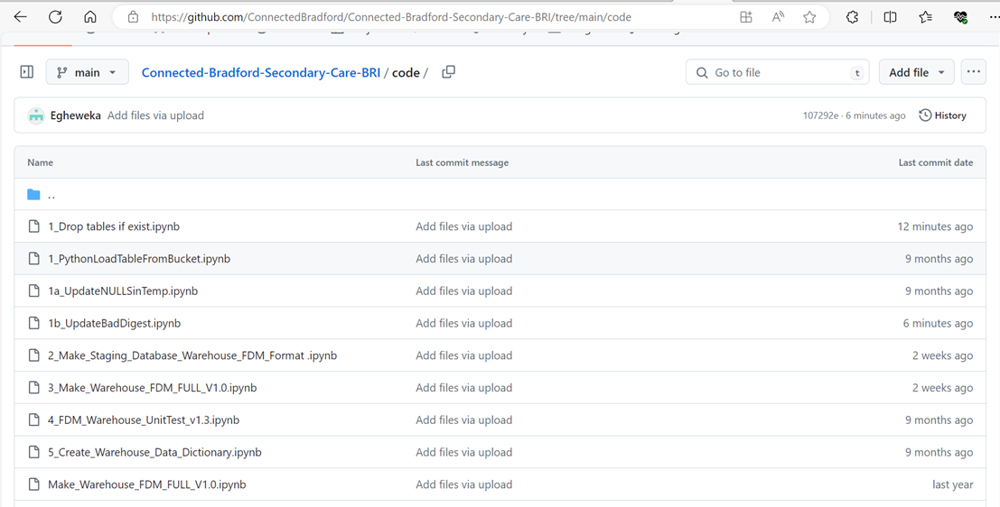 https://github.com/ConnectedBradford/Connected-Bradford-Secondary-Care-BRI/tree/main/code
main Connected-Bradford-Secondary-Care-BRI / code / Go to file t Add file ...
Egheweka Add files via upload 107292e · 6 minutes ago History
Name Last commit message Last commit date
..
1_Drop tables if exist.ipynb Add files via upload 12 minutes ago
1_PythonLoadTableFromBucket.ipynb Add files via upload 9 months ago
1a_UpdateNULLSinTemp.ipynb Add files via upload 9 months ago
1b_UpdateBadDigest.ipynb Add files via upload 6 minutes ago
2_Make_Staging_Database_Warehouse_FDM_Format .ipynb Add files via upload 2 weeks ago
3_Make_Warehouse_FDM_FULL_V1.0.ipynb Add files via upload 2 weeks ago
4_FDM_Warehouse_UnitTest_v1.3.ipynb Add files via upload 9 months ago
5_Create_Warehouse_Data_Dictionary.ipynb Add files via upload 9 months ago
Make_Warehouse_FDM_FULL_V1.0.ipynb Add files via upload last year